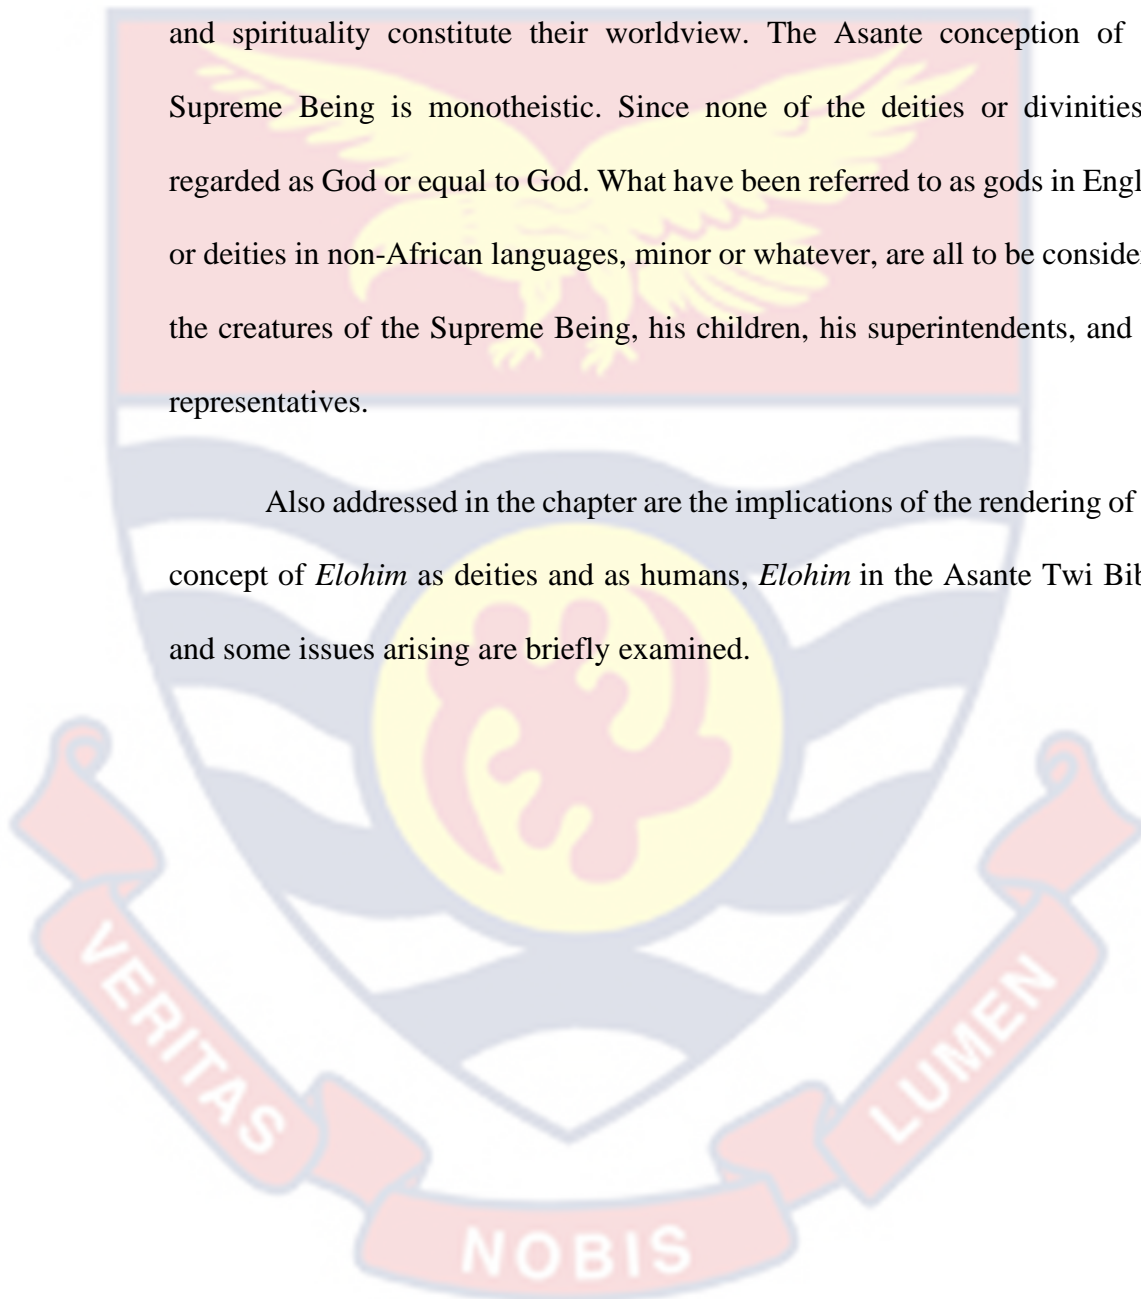 and spirituality constitute their worldview. The Asante conception of
Supreme Being is monotheistic. Since none of the deities or divinities
regarded as God or equal to God. What have been referred to as gods in Engl
or deities in non-African languages, minor or whatever, are all to be consider
the creatures of the Supreme Being, his children, his superintendents, and
representatives.
Also addressed in the chapter are the implications of the rendering of
concept of Elohim as deities and as humans, Elohim in the Asante Twi Bib
and some issues arising are briefly examined.
VERITAS
NOBIS
LUMEN